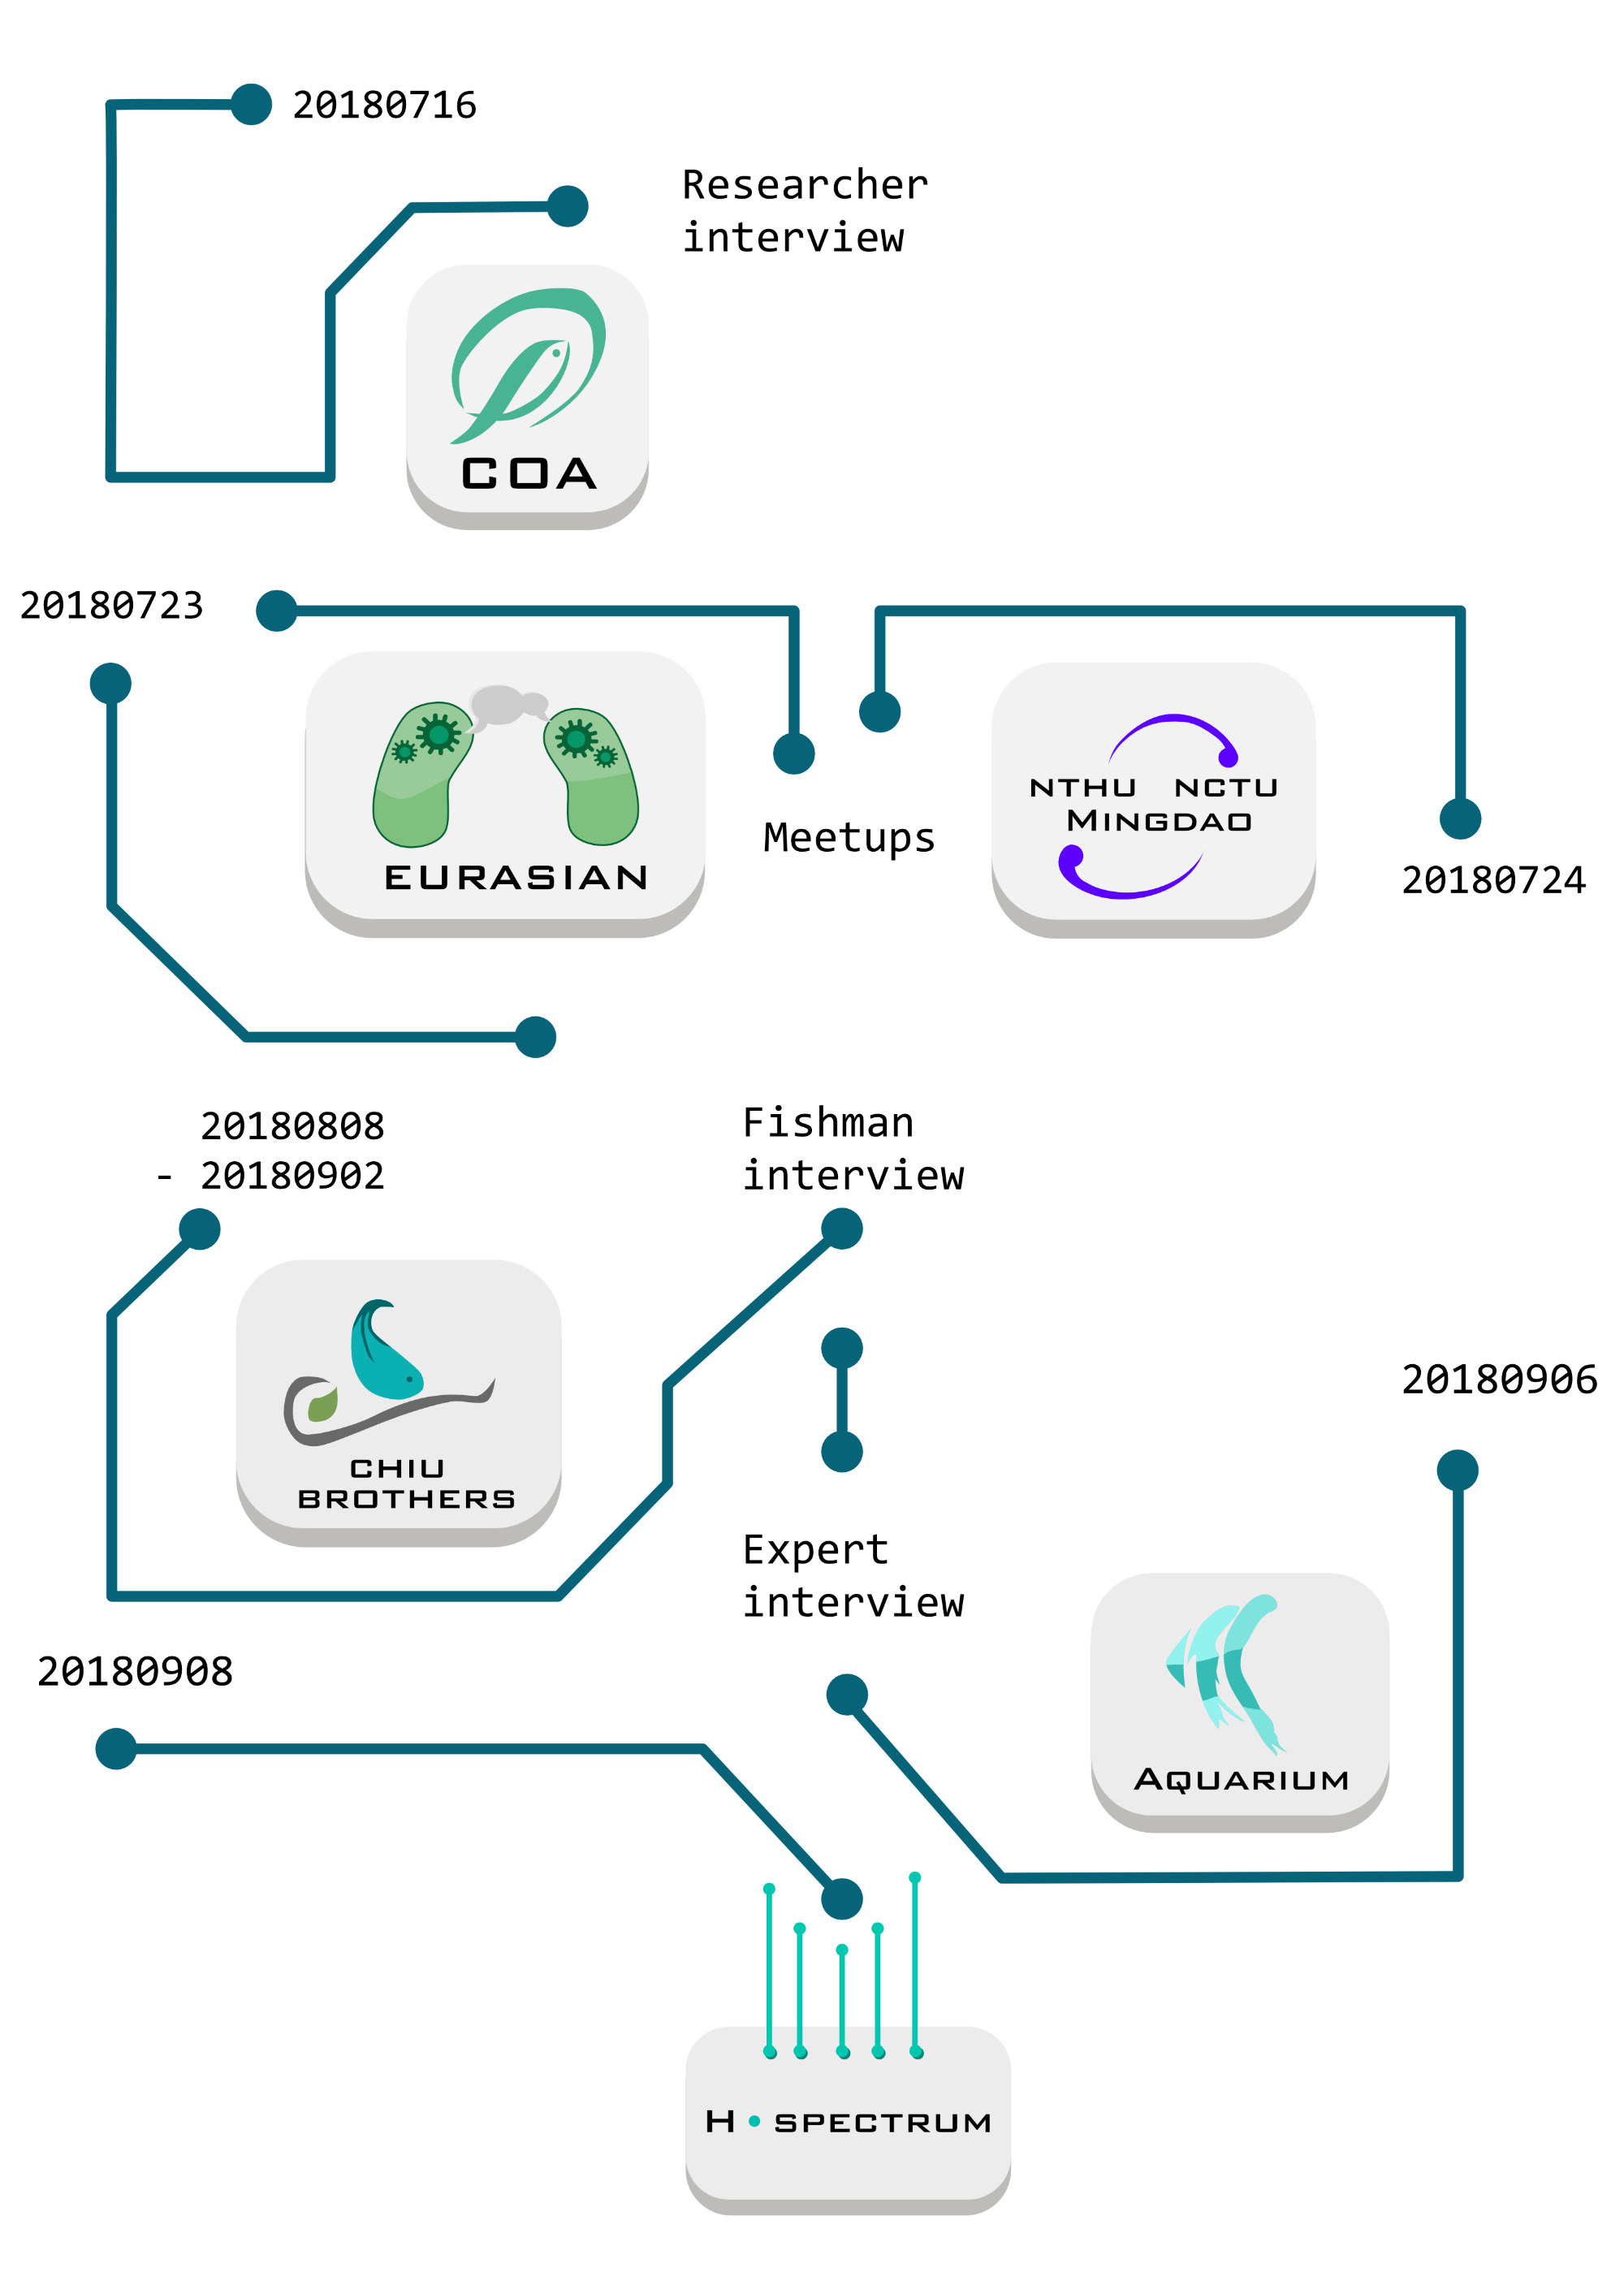 20180716
Researcher
interview
COA
20180723
EURASIAN
Meetups
NTHU NCTU
MINGDAO
20180724
20180808
- 20180902
Fishman
interview
CHIU
BROTHERS
20180906
Expert
interview
20180908
AQUARIUM
H • SPECTRUM